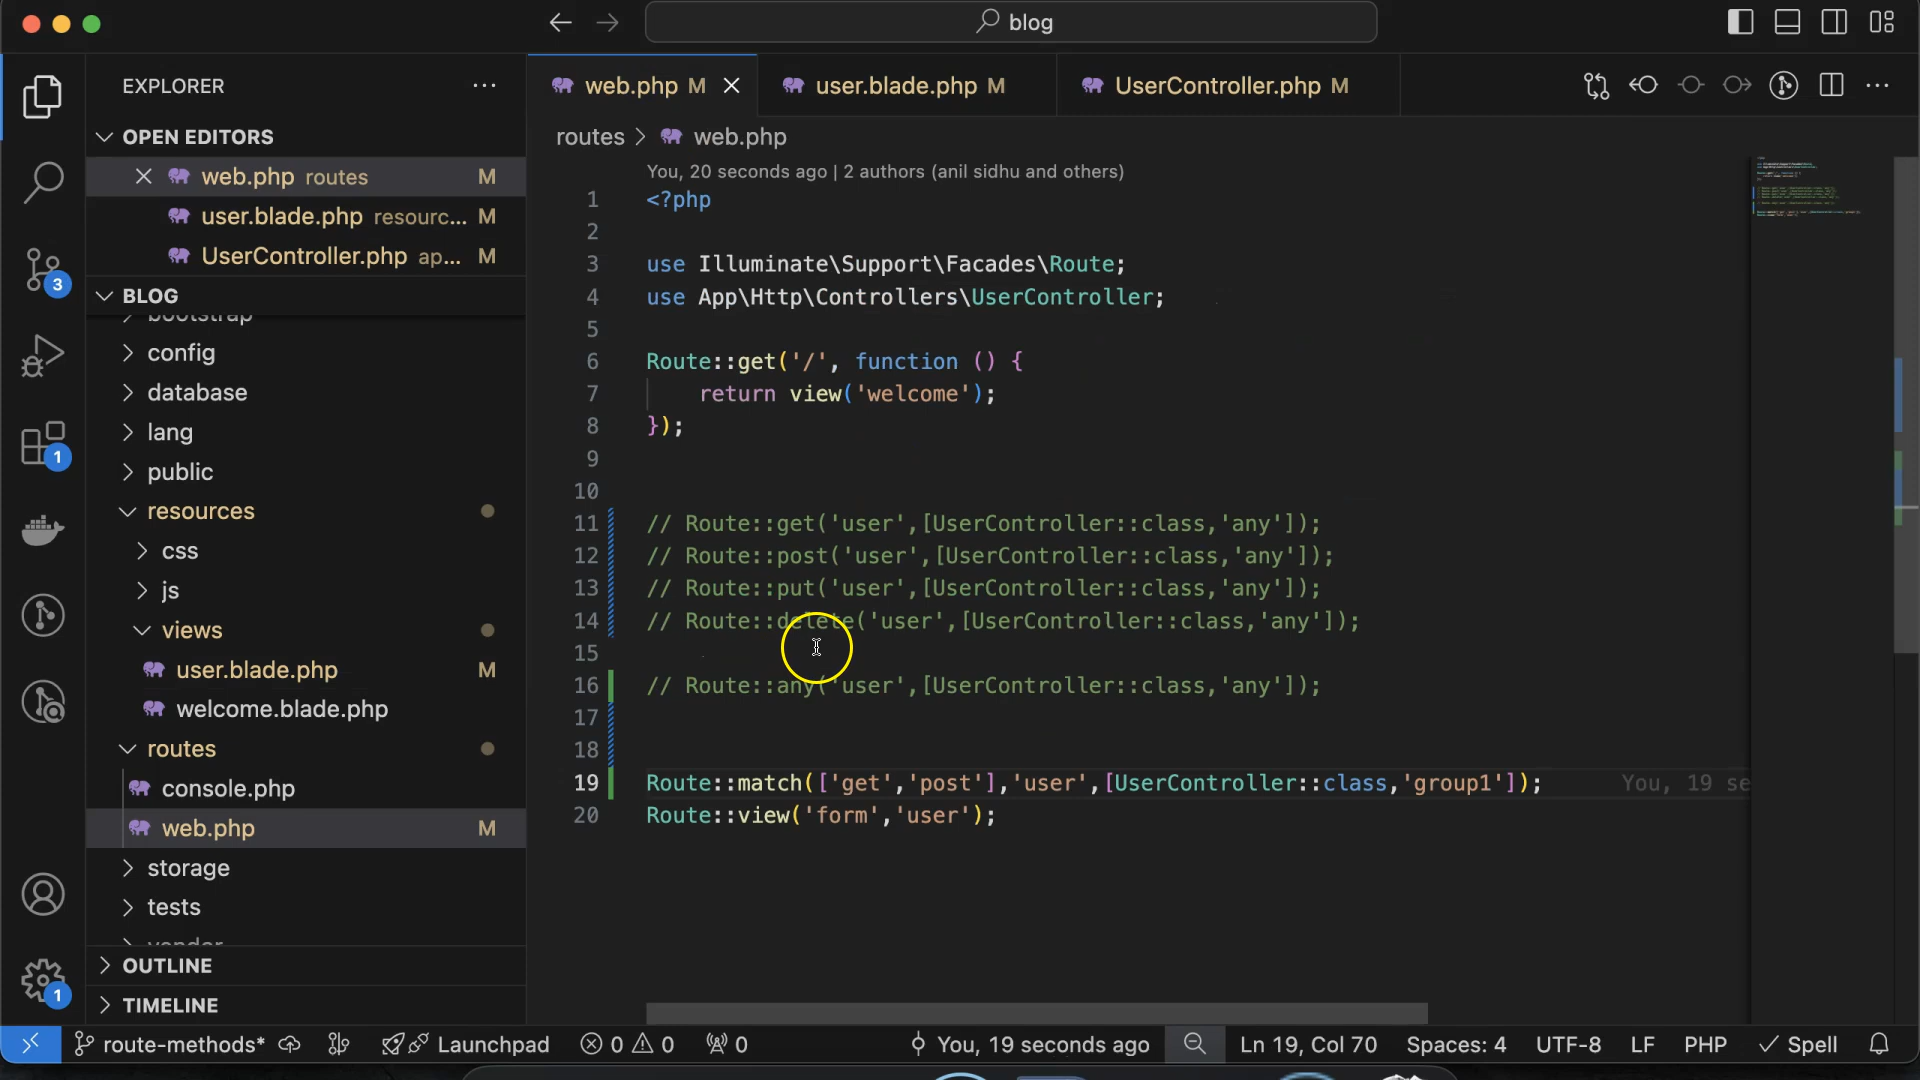 blog
EXPLORER
web.php M
user.blade.php M
UserController.php M
OPEN EDITORS
web.php routes M
user.blade.php resourc... M
UserController.php ap... M
BLOG
bootstrap
config
database
lang
public
resources
css
js
views
user.blade.php M
welcome.blade.php
routes
console.php
web.php M
storage
tests
vendor
OUTLINE
TIMELINE
3
1
1
routes > web.php
You, 20 seconds ago | 2 authors (anil sidhu and others)
1 <?php
2
3 use Illuminate\Support\Facades\Route;
4 use App\Http\Controllers\UserController;
5
6 Route::get('/', function () {
7 return view('welcome');
8 });
9
10
11 // Route::get('user',[UserController::class,'any']);
12 // Route::post('user',[UserController::class,'any']);
13 // Route::put('user',[UserController::class,'any']);
14 // Route::delete('user',[UserController::class,'any']);
15
16 // Route::any('user',[UserController::class,'any']);
17
18
19 Route::match(['get','post'],'user',[UserController::class,'group1']); You, 19 se
20 Route::view('form','user');
route-methods* Launchpad 0 0 0 You, 19 seconds ago Ln 19, Col 70 Spaces: 4 UTF-8 LF PHP Spell